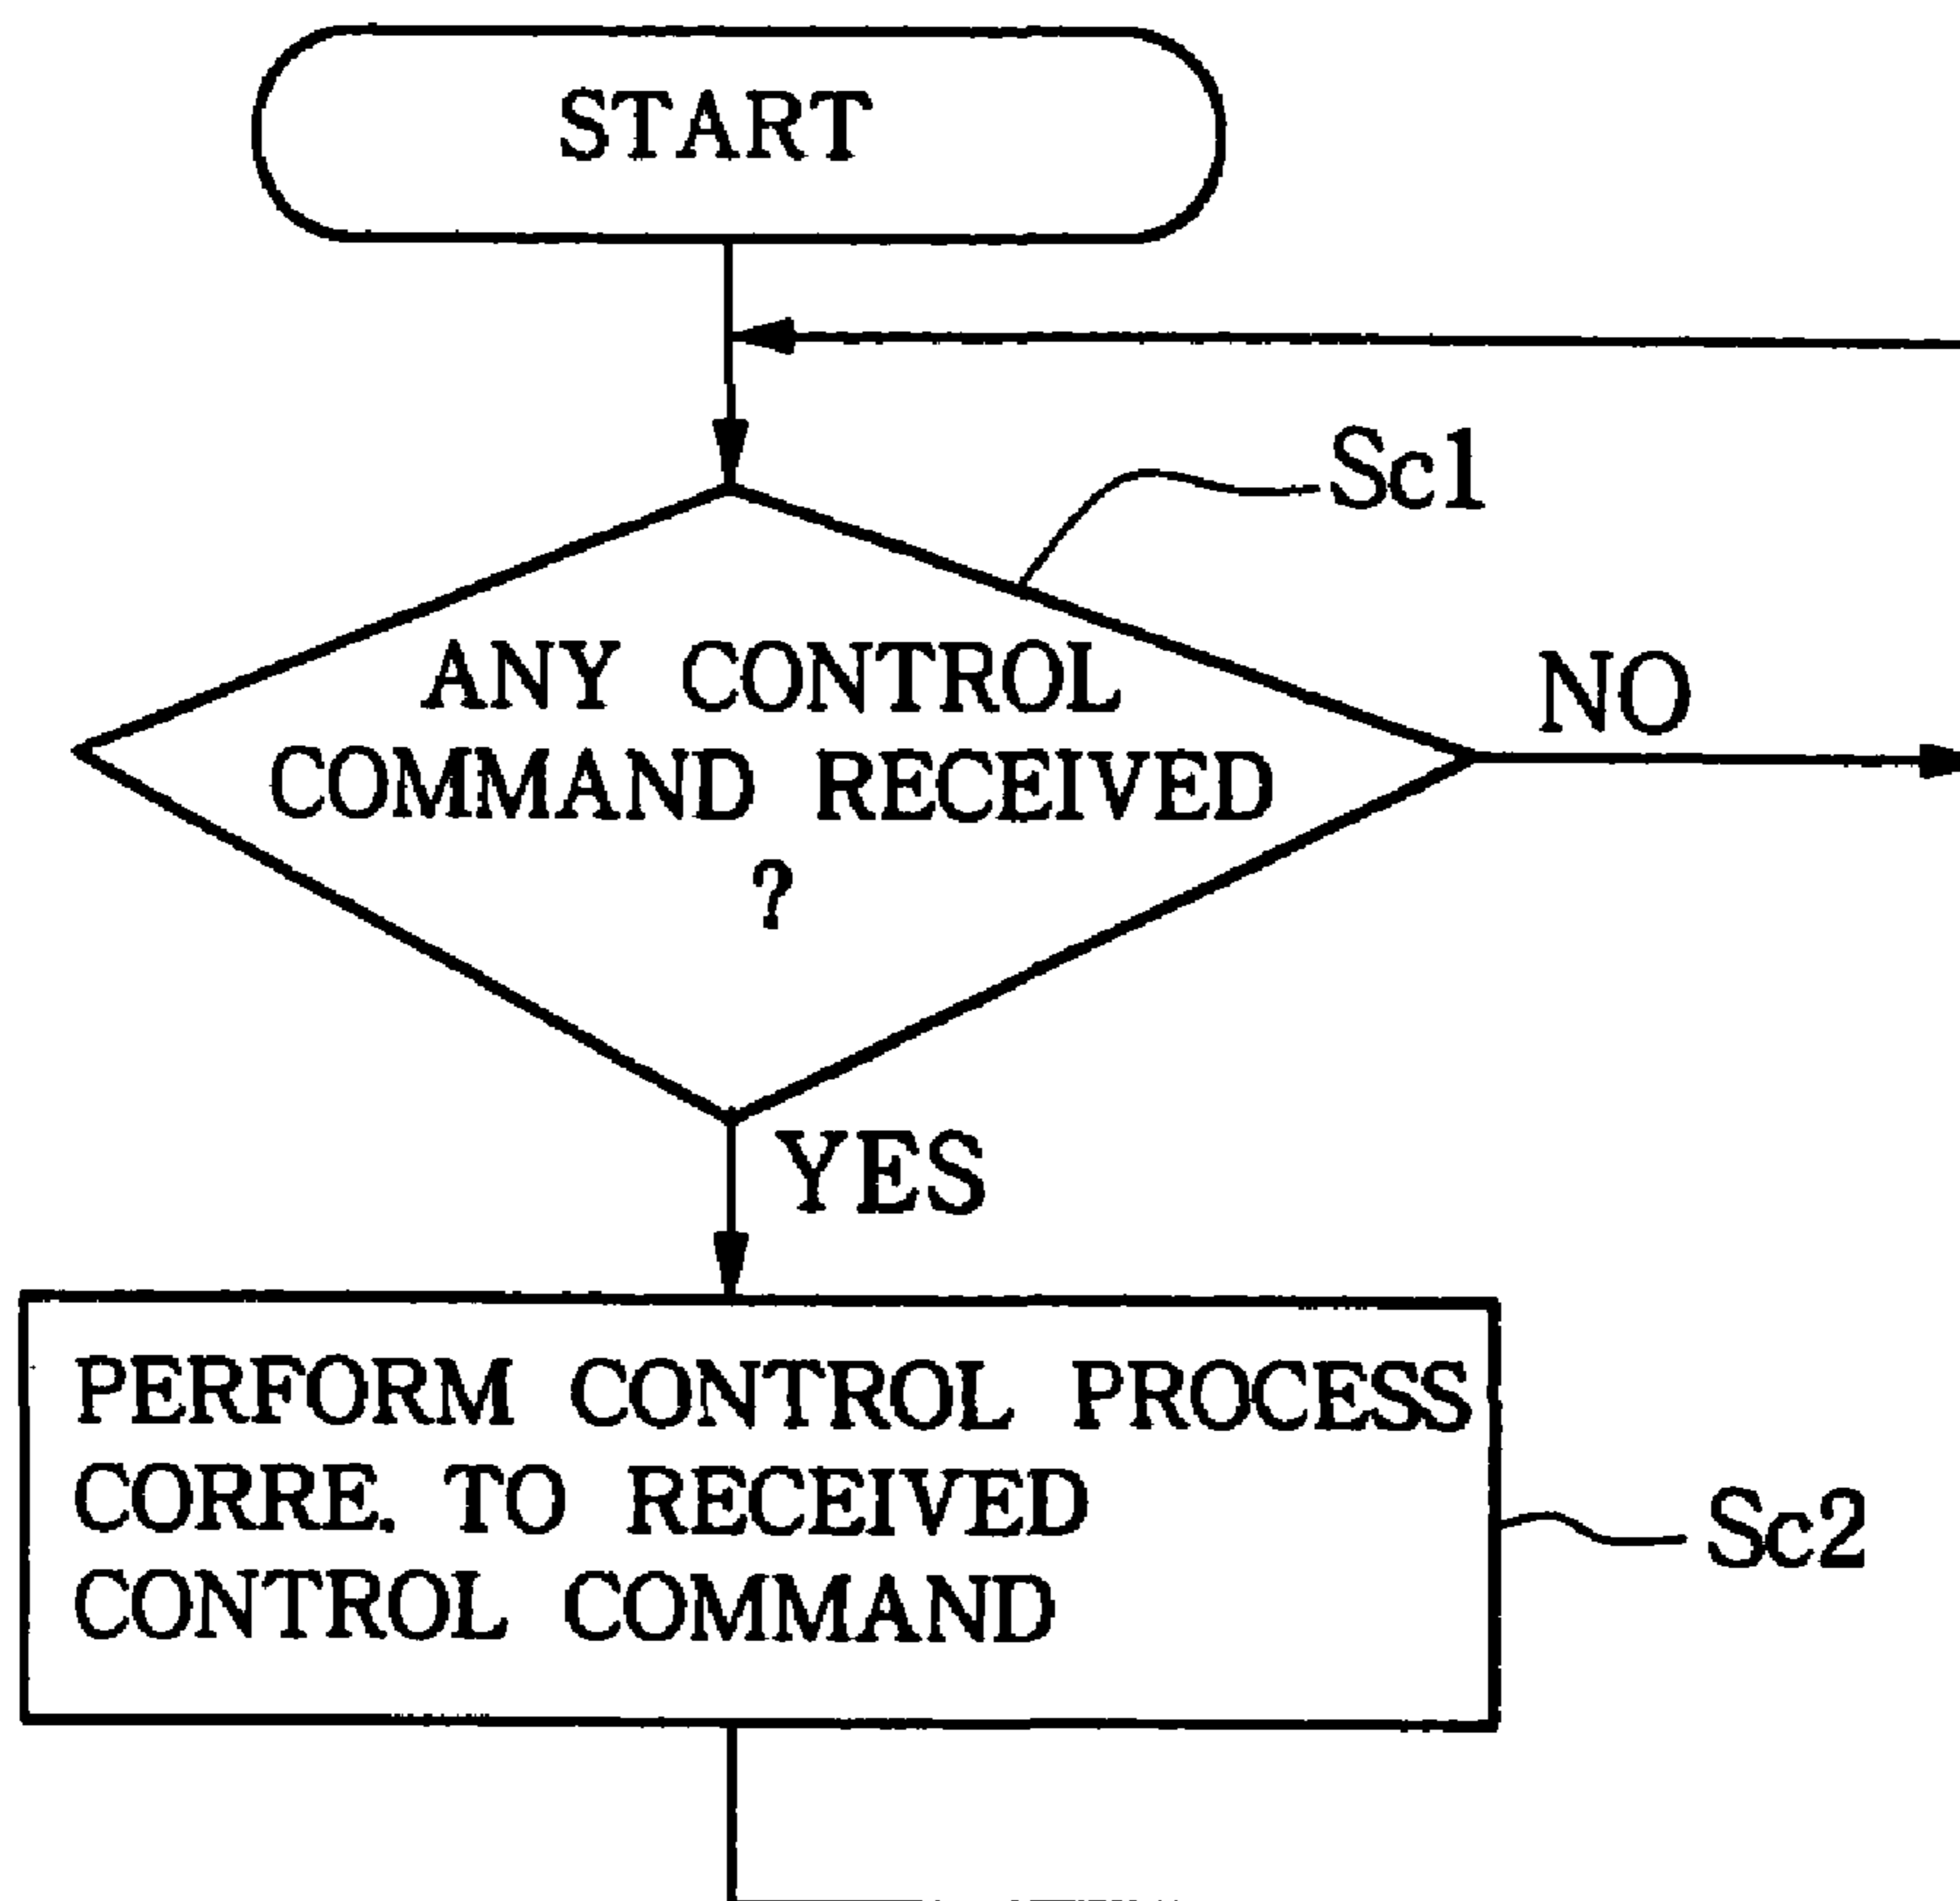 START
Sc1
ANY CONTROL
COMMAND RECEIVED
?
NO
YES
PERFORM CONTROL PROCESS
CORRE. TO RECEIVED
CONTROL COMMAND
Sc2